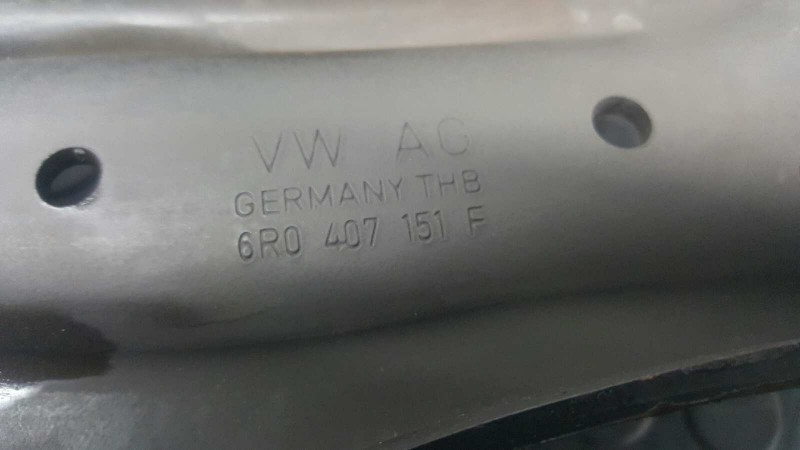 VW AG
GERMANY THB
6R0 407 151 F